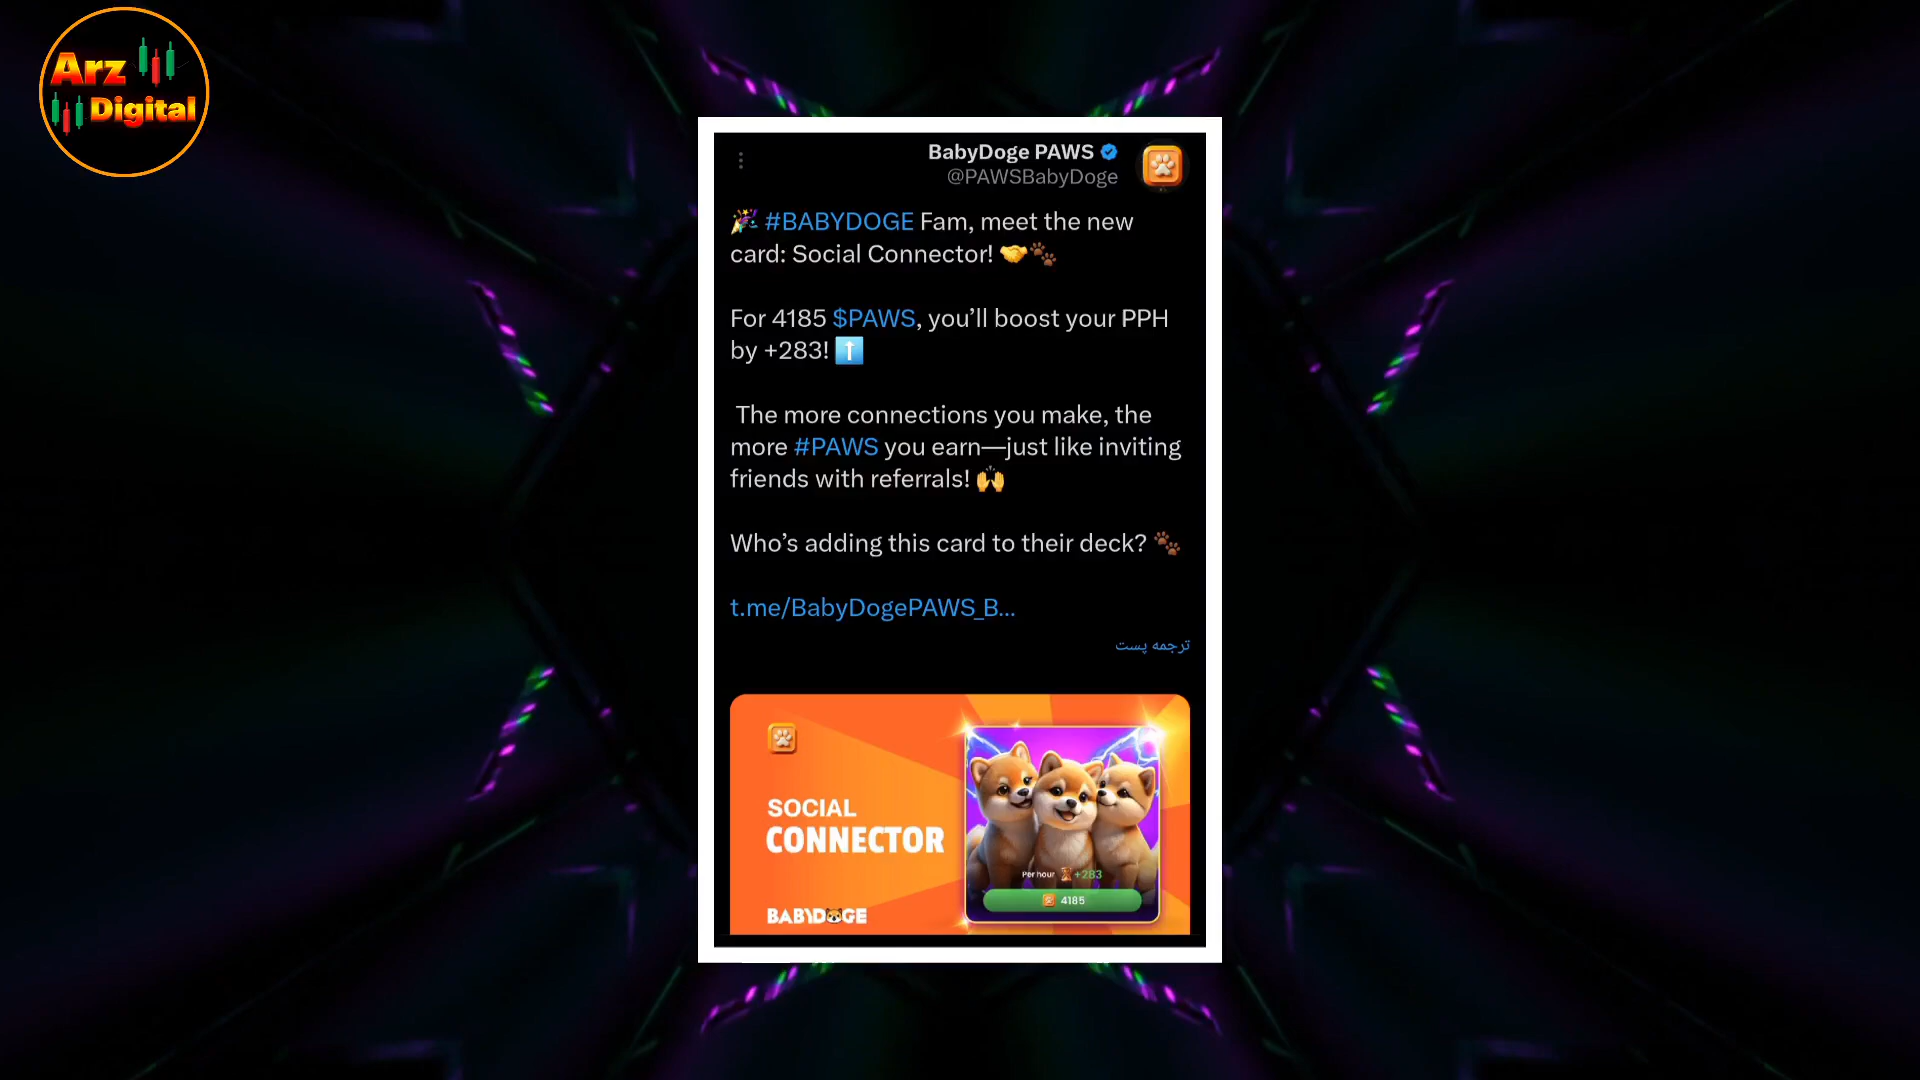 Arz
Digital
BabyDoge PAWS
@PAWSBabyDoge
🎉 #BABYDOGE Fam, meet the new
card: Social Connector! 🤝🐾
For 4185 $PAWS, you’ll boost your PPH
by +283! ⬆️
The more connections you make, the
more #PAWS you earn—just like inviting
friends with referrals! 🙌
Who’s adding this card to their deck? 🐾
t.me/BabyDogePAWS_B...
ترجمه پست
SOCIAL
CONNECTOR
Per hour +283
4185
BABYDOGE